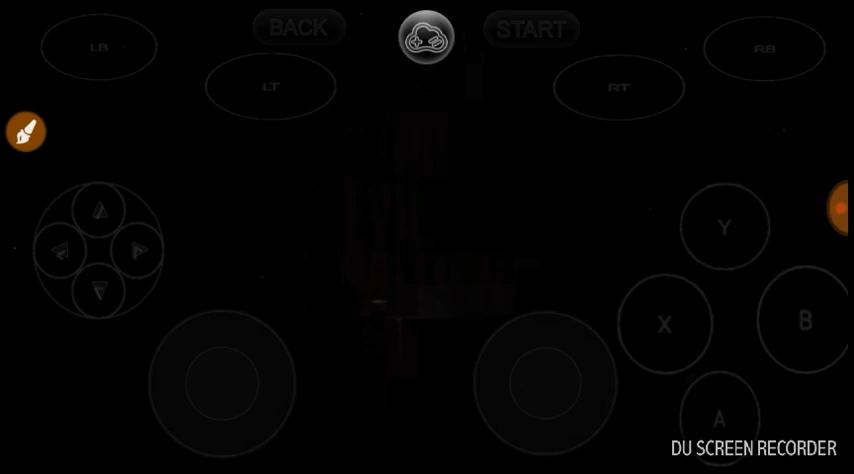 BACK
START
LB
RB
LT
RT
Y
X
B
A
DU SCREEN RECORDER